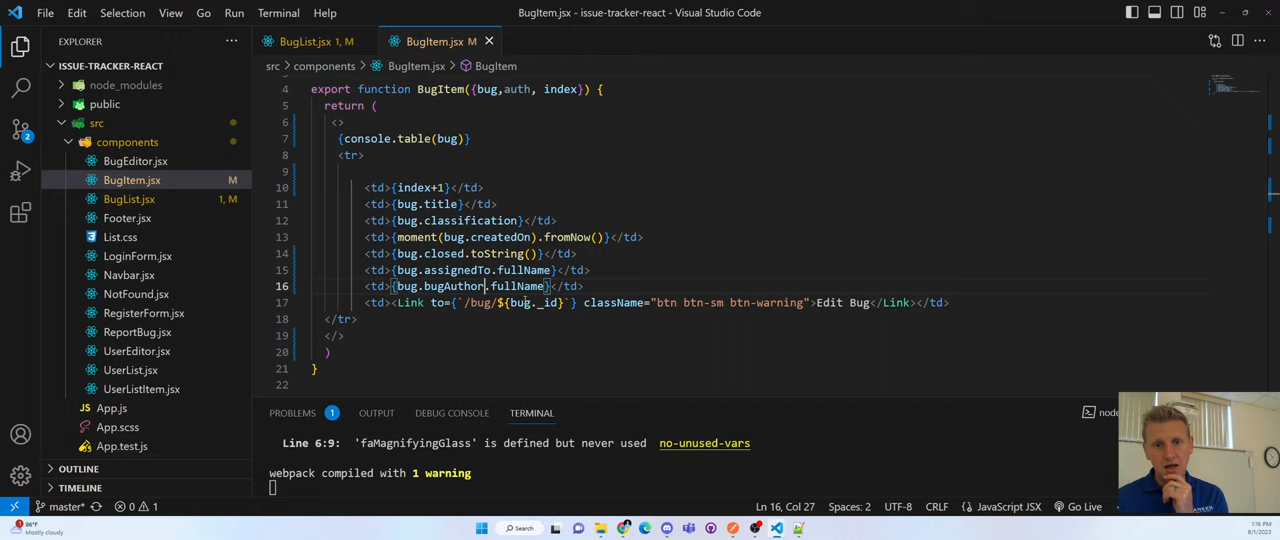 File Edit Selection View Go Run Terminal Help
BugItem.jsx - issue-tracker-react - Visual Studio Code
EXPLORER
ISSUE-TRACKER-REACT
node_modules
public
src
components
BugEditor.jsx
BugItem.jsx M
BugList.jsx 1, M
Footer.jsx
List.css
LoginForm.jsx
Navbar.jsx
NotFound.jsx
RegisterForm.jsx
ReportBug.jsx
UserEditor.jsx
UserList.jsx
UserListItem.jsx
App.js
App.scss
App.test.js
OUTLINE
TIMELINE
2
BugList.jsx 1, M
BugItem.jsx M
src components BugItem.jsx BugItem
4 export function BugItem({bug,auth, index}) {
5 return (
6 <>
7 {console.table(bug)}
8 <tr>
9
10 <td>{index+1}</td>
11 <td>{bug.title}</td>
12 <td>{bug.classification}</td>
13 <td>{moment(bug.createdOn).fromNow()}</td>
14 <td>{bug.closed.toString()}</td>
15 <td>{bug.assignedTo.fullName}</td>
16 <td>{bug.bugAuthor.fullName}</td>
17 <td><Link to={`/bug/${bug._id}`} className="btn btn-sm btn-warning">Edit Bug</Link></td>
18 </tr>
19 </>
20 )
21 }
22
PROBLEMS 1 OUTPUT DEBUG CONSOLE TERMINAL
node
Line 6:9: 'faMagnifyingGlass' is defined but never used no-unused-vars
webpack compiled with 1 warning
master* 0 1
Ln 16, Col 27 Spaces: 2 UTF-8 CRLF JavaScript JSX Go Live
86°F
Mostly cloudy
Search
1:16 PM
8/1/2023